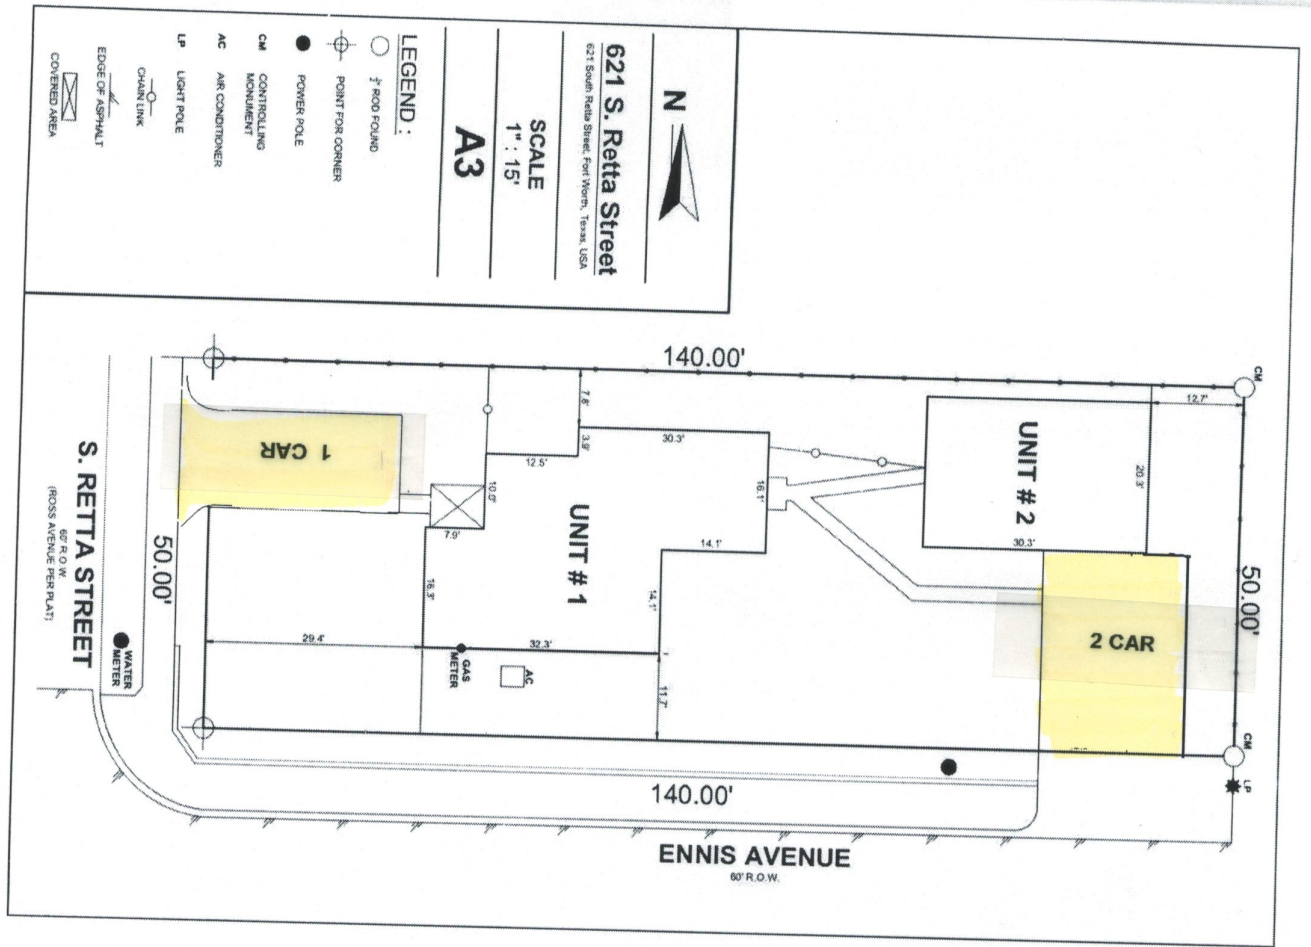 N
621 S. Retta Street
621 South Retta Street, Fort Worth, Texas, USA
SCALE
1" : 15'
A3
LEGEND :
ROD FOUND
POINT FOR CORNER
POWER POLE
CM CONTROLLING
MONUMENT
AC AIR CONDITIONER
LP LIGHT POLE
CHAIN LINK
EDGE OF ASPHALT
COVERED AREA
140.00'
CM
12.7'
7.6'
3.9'
30.3'
12.5'
10.0'
16.1'
20.3'
1 CAR
UNIT # 1
UNIT # 2
7.9'
14.1'
30.3'
16.3'
14.1'
50.00'
50.00'
2 CAR
29.4'
32.3'
GAS
METER
AC
11.7'
S. RETTA STREET
60' R.O.W.
(ROSS AVENUE PER PLAT)
WATER
METER
CM
LP
140.00'
ENNIS AVENUE
60' R.O.W.